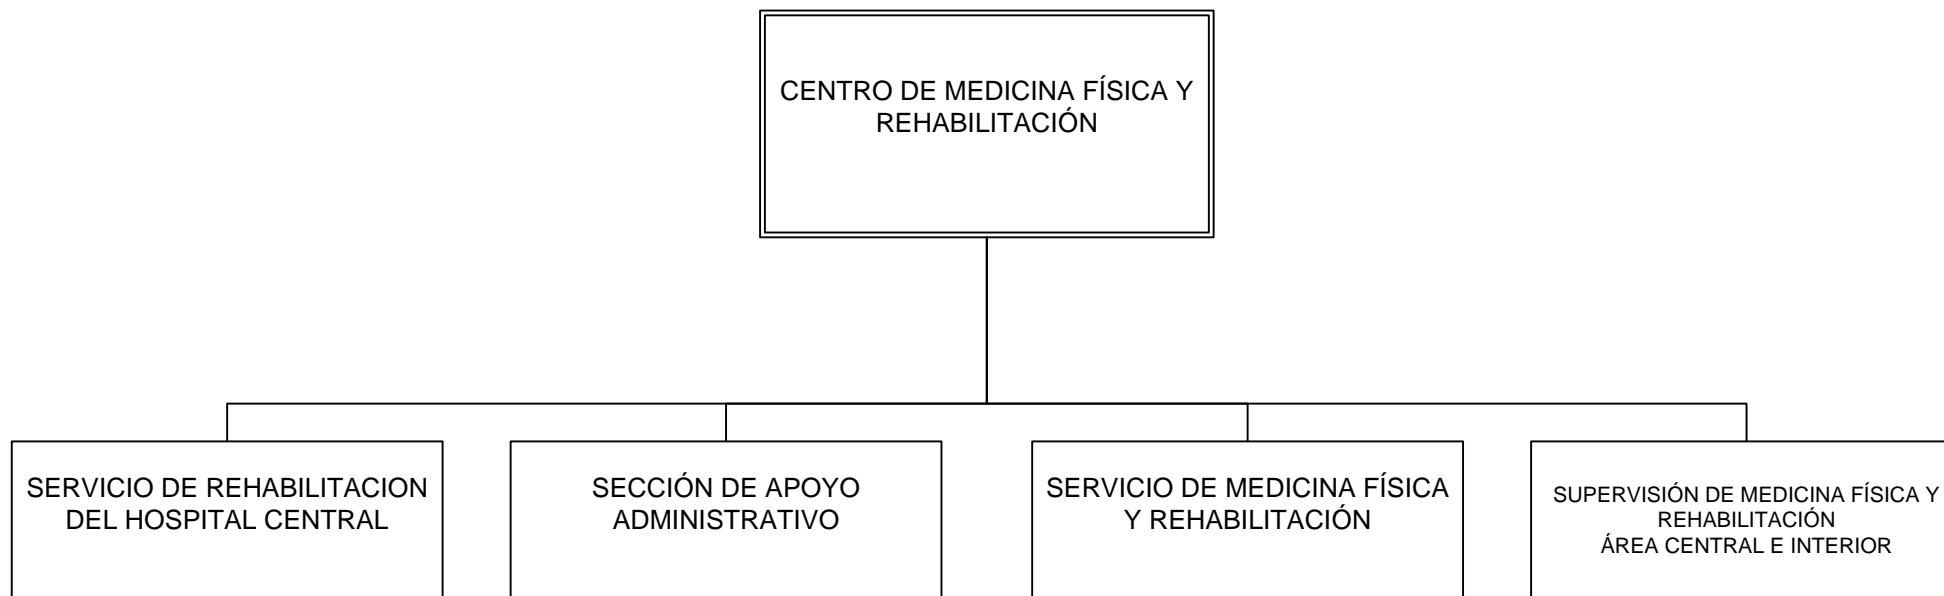 CENTRO DE MEDICINA FÍSICA Y
REHABILITACIÓN
SERVICIO DE REHABILITACION
DEL HOSPITAL CENTRAL
SECCIÓN DE APOYO
ADMINISTRATIVO
SERVICIO DE MEDICINA FÍSICA
Y REHABILITACIÓN
SUPERVISIÓN DE MEDICINA FÍSICA Y
REHABILITACIÓN
ÁREA CENTRAL E INTERIOR